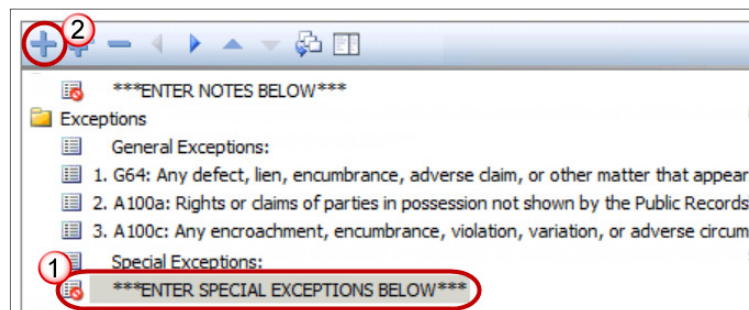 2
***ENTER NOTES BELOW***
Exceptions
General Exceptions:
1. G64: Any defect, lien, encumbrance, adverse claim, or other matter that appear
2. A100a: Rights or claims of parties in possession not shown by the Public Records
3. A100c: Any encroachment, encumbrance, violation, variation, or adverse circum
Special Exceptions:
1
***ENTER SPECIAL EXCEPTIONS BELOW***